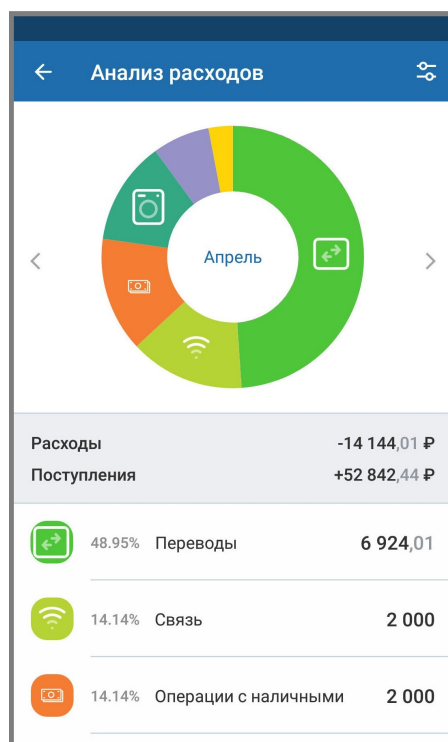 Анализ расходов
Апрель
Расходы -14 144,01 ₽
Поступления +52 842,44 ₽
48.95% Переводы 6 924,01
14.14% Связь 2 000
14.14% Операции с наличными 2 000